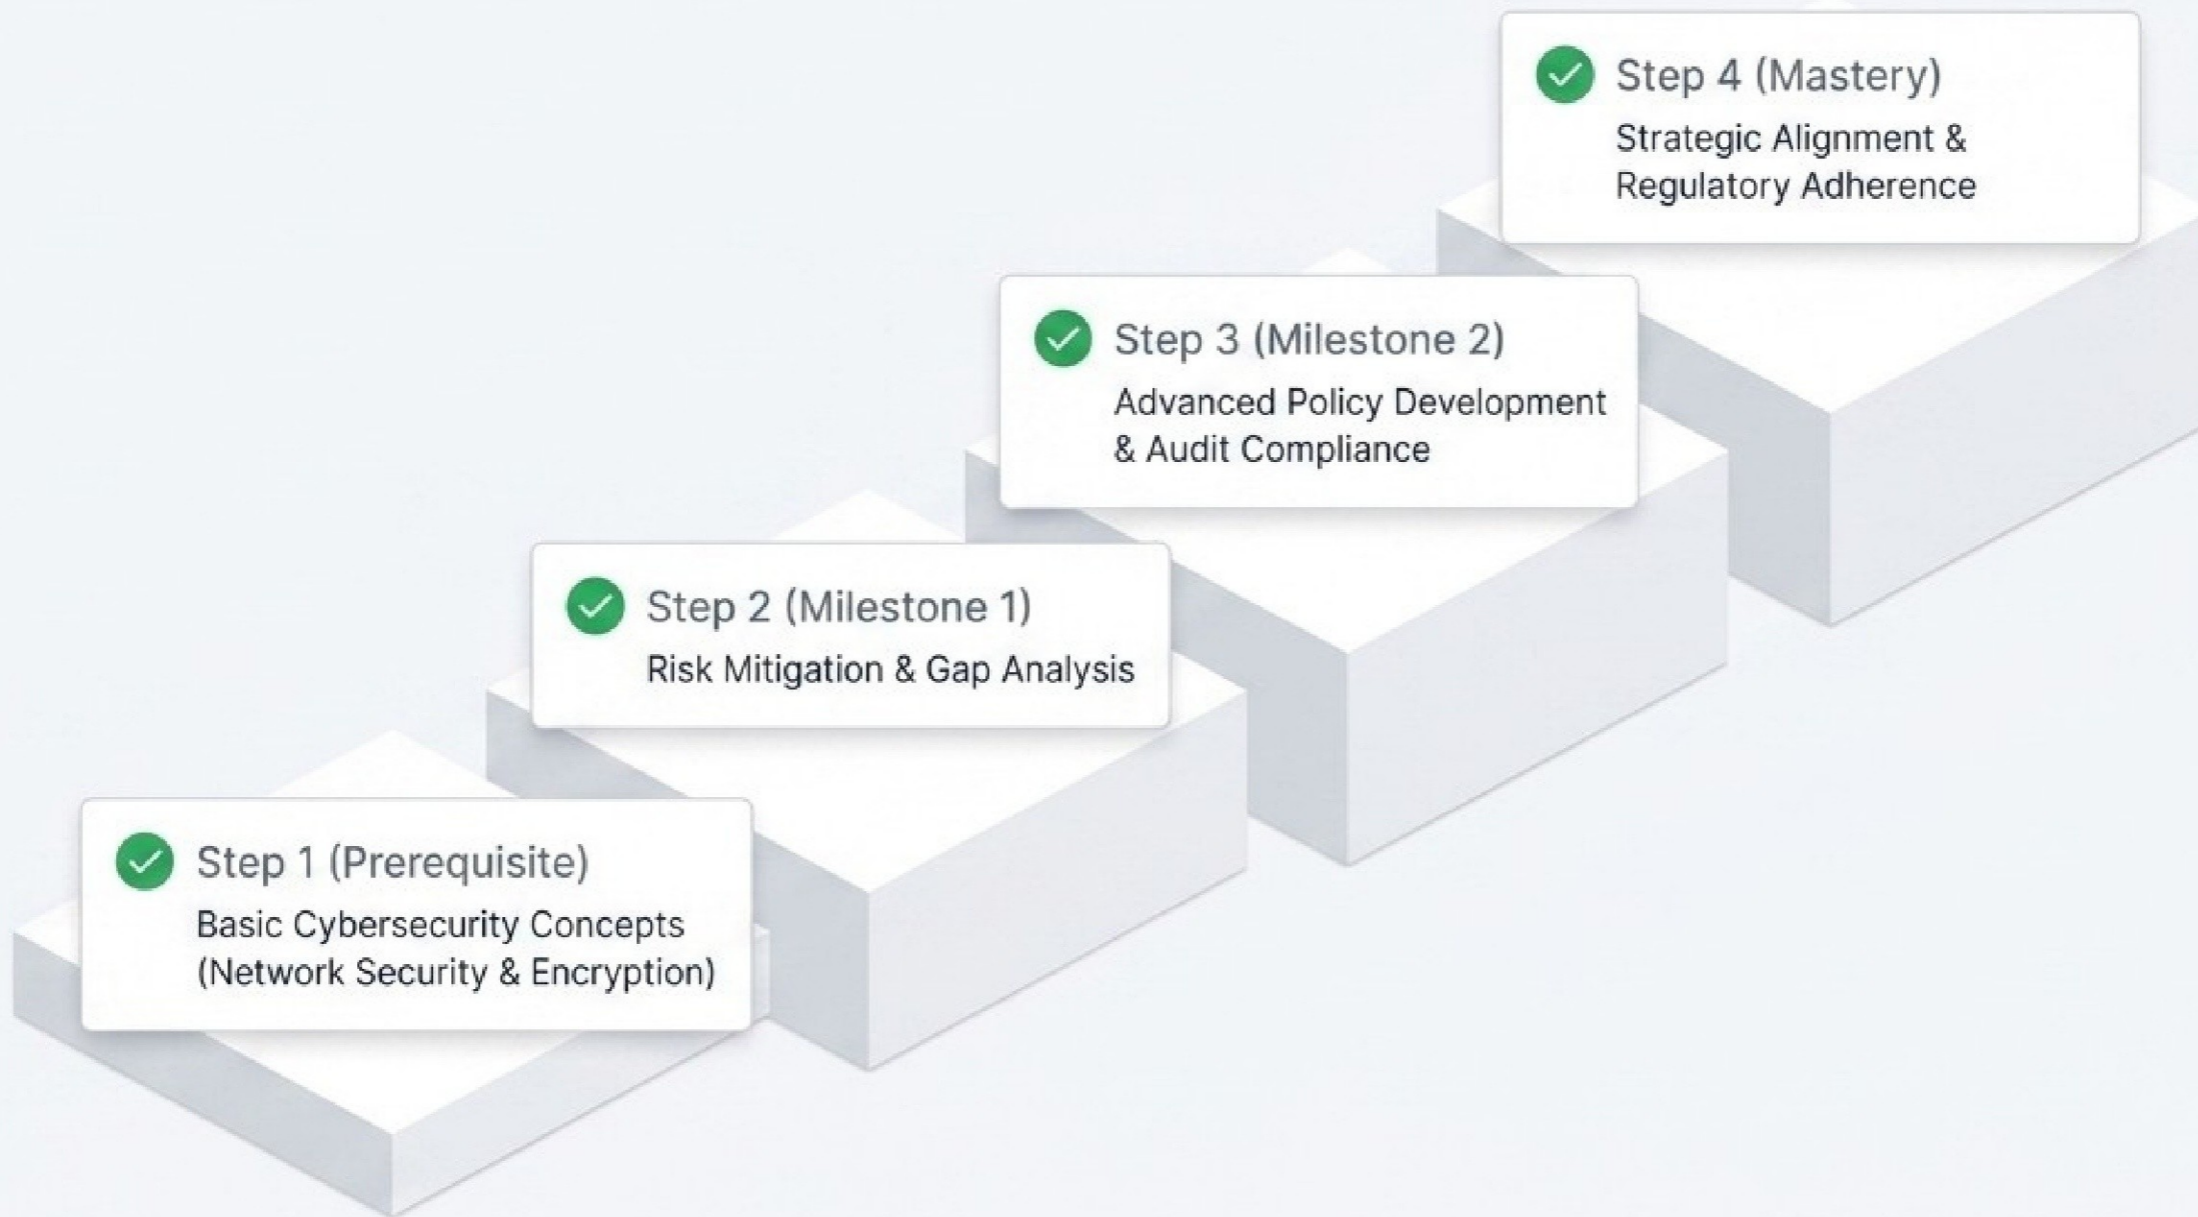 Step 4 (Mastery)
Strategic Alignment &
Regulatory Adherence
Step 3 (Milestone 2)
Advanced Policy Development
& Audit Compliance
Step 2 (Milestone 1)
Risk Mitigation & Gap Analysis
Step 1 (Prerequisite)
Basic Cybersecurity Concepts
(Network Security & Encryption)